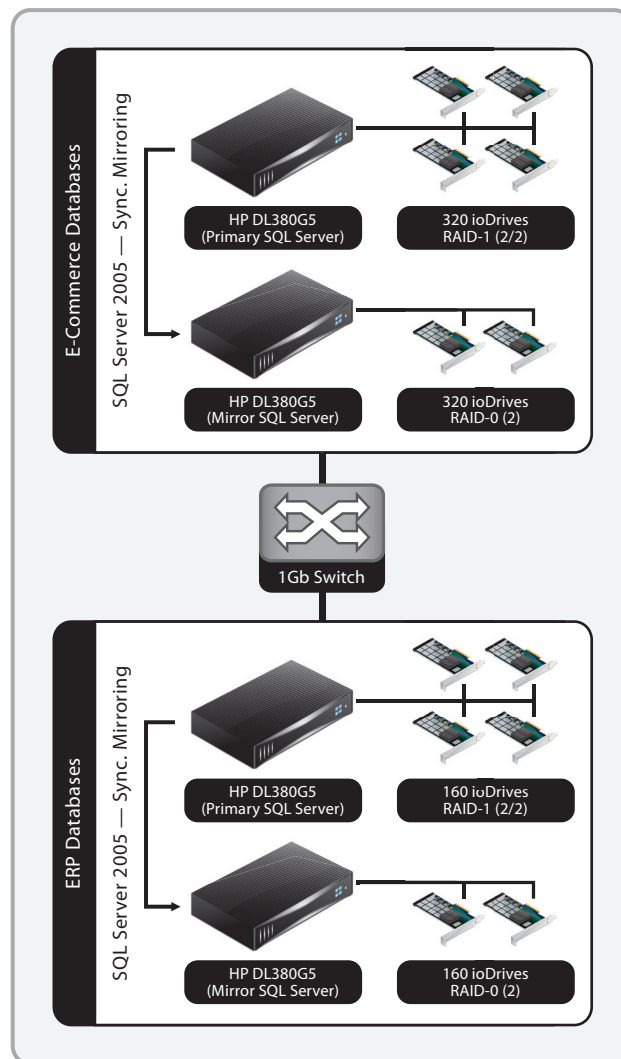 E-Commerce Databases
SQL Server 2005 — Sync. Mirroring
HP DL380G5
(Primary SQL Server)
320 ioDrives
RAID-1 (2/2)
HP DL380G5
(Mirror SQL Server)
320 ioDrives
RAID-0 (2)
1Gb Switch
ERP Databases
SQL Server 2005 — Sync. Mirroring
HP DL380G5
(Primary SQL Server)
160 ioDrives
RAID-1 (2/2)
HP DL380G5
(Mirror SQL Server)
160 ioDrives
RAID-0 (2)